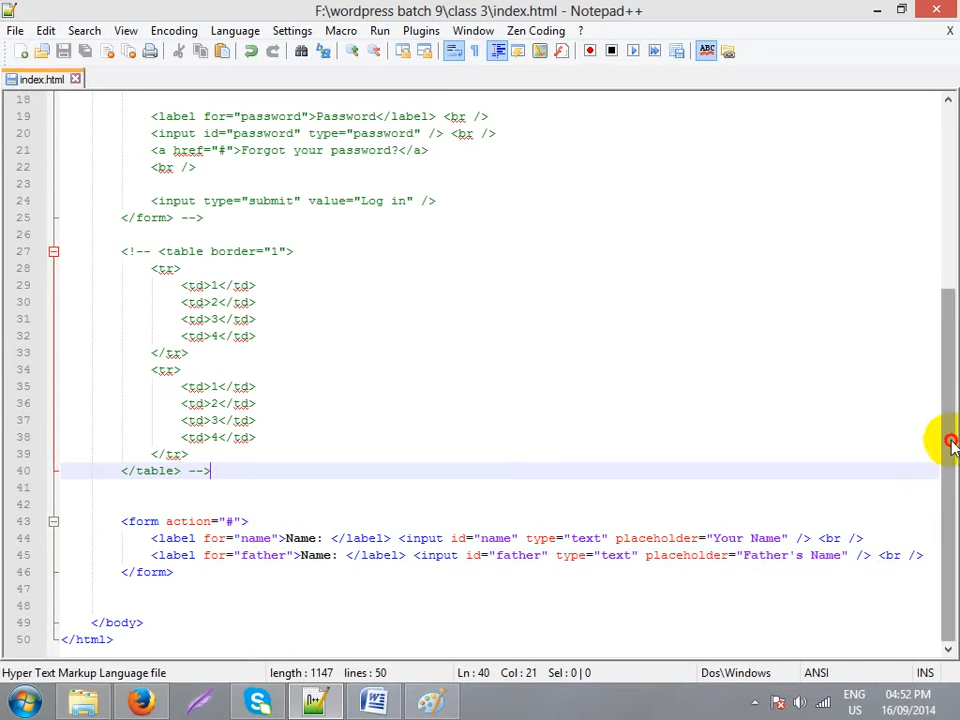 F:\wordpress batch 9\class 3\index.html - Notepad++
File Edit Search View Encoding Language Settings Macro Run Plugins Window Zen Coding ? X
index.html
18
19 <label for="password">Password</label> <br />
20 <input id="password" type="password" /> <br />
21 <a href="#">Forgot your password?</a>
22 <br />
23
24 <input type="submit" value="Log in" />
25 </form> -->
26
27 <!-- <table border="1">
28 <tr>
29 <td>1</td>
30 <td>2</td>
31 <td>3</td>
32 <td>4</td>
33 </tr>
34 <tr>
35 <td>1</td>
36 <td>2</td>
37 <td>3</td>
38 <td>4</td>
39 </tr>
40 </table> -->
41
42
43 <form action="#">
44 <label for="name">Name: </label> <input id="name" type="text" placeholder="Your Name" /> <br />
45 <label for="father">Name: </label> <input id="father" type="text" placeholder="Father's Name" /> <br />
46 </form>
47
48
49 </body>
50 </html>
Hyper Text Markup Language file length : 1147 lines : 50 Ln : 40 Col : 21 Sel : 0 | 0 Dos\Windows ANSI INS
ENG 04:52 PM
US 16/09/2014